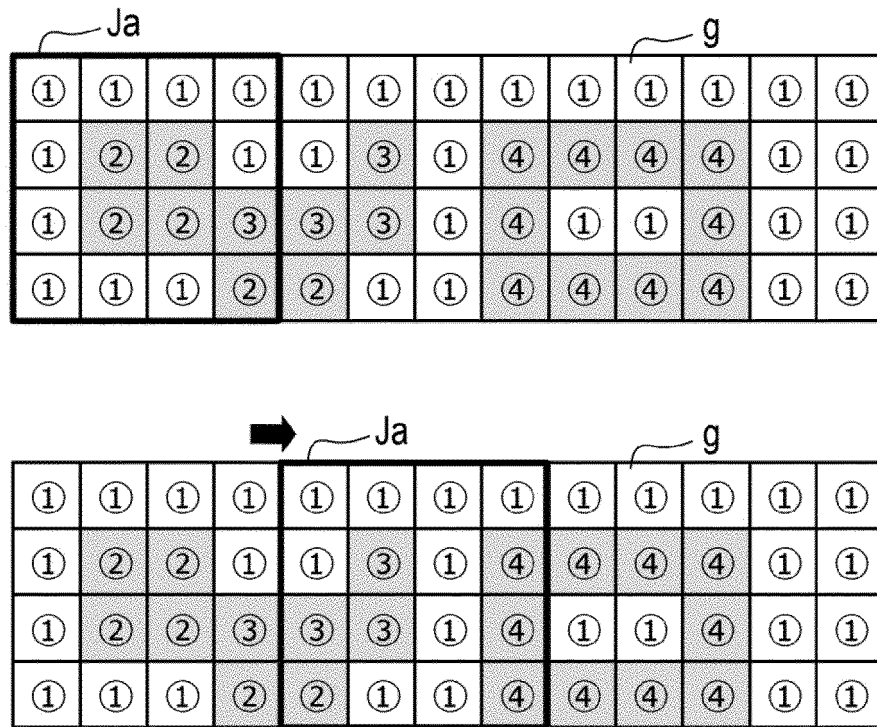 Ja g
① ① ① ① ① ① ① ① ① ① ① ① ①
① ② ② ① ① ③ ① ④ ④ ④ ④ ① ①
① ② ② ③ ③ ③ ① ④ ① ① ④ ① ①
① ① ① ② ② ① ① ④ ④ ④ ④ ① ①
Ja g
① ① ① ① ① ① ① ① ① ① ① ① ①
① ② ② ① ① ③ ① ④ ④ ④ ④ ① ①
① ② ② ③ ③ ③ ① ④ ① ① ④ ① ①
① ① ① ② ② ① ① ④ ④ ④ ④ ① ①